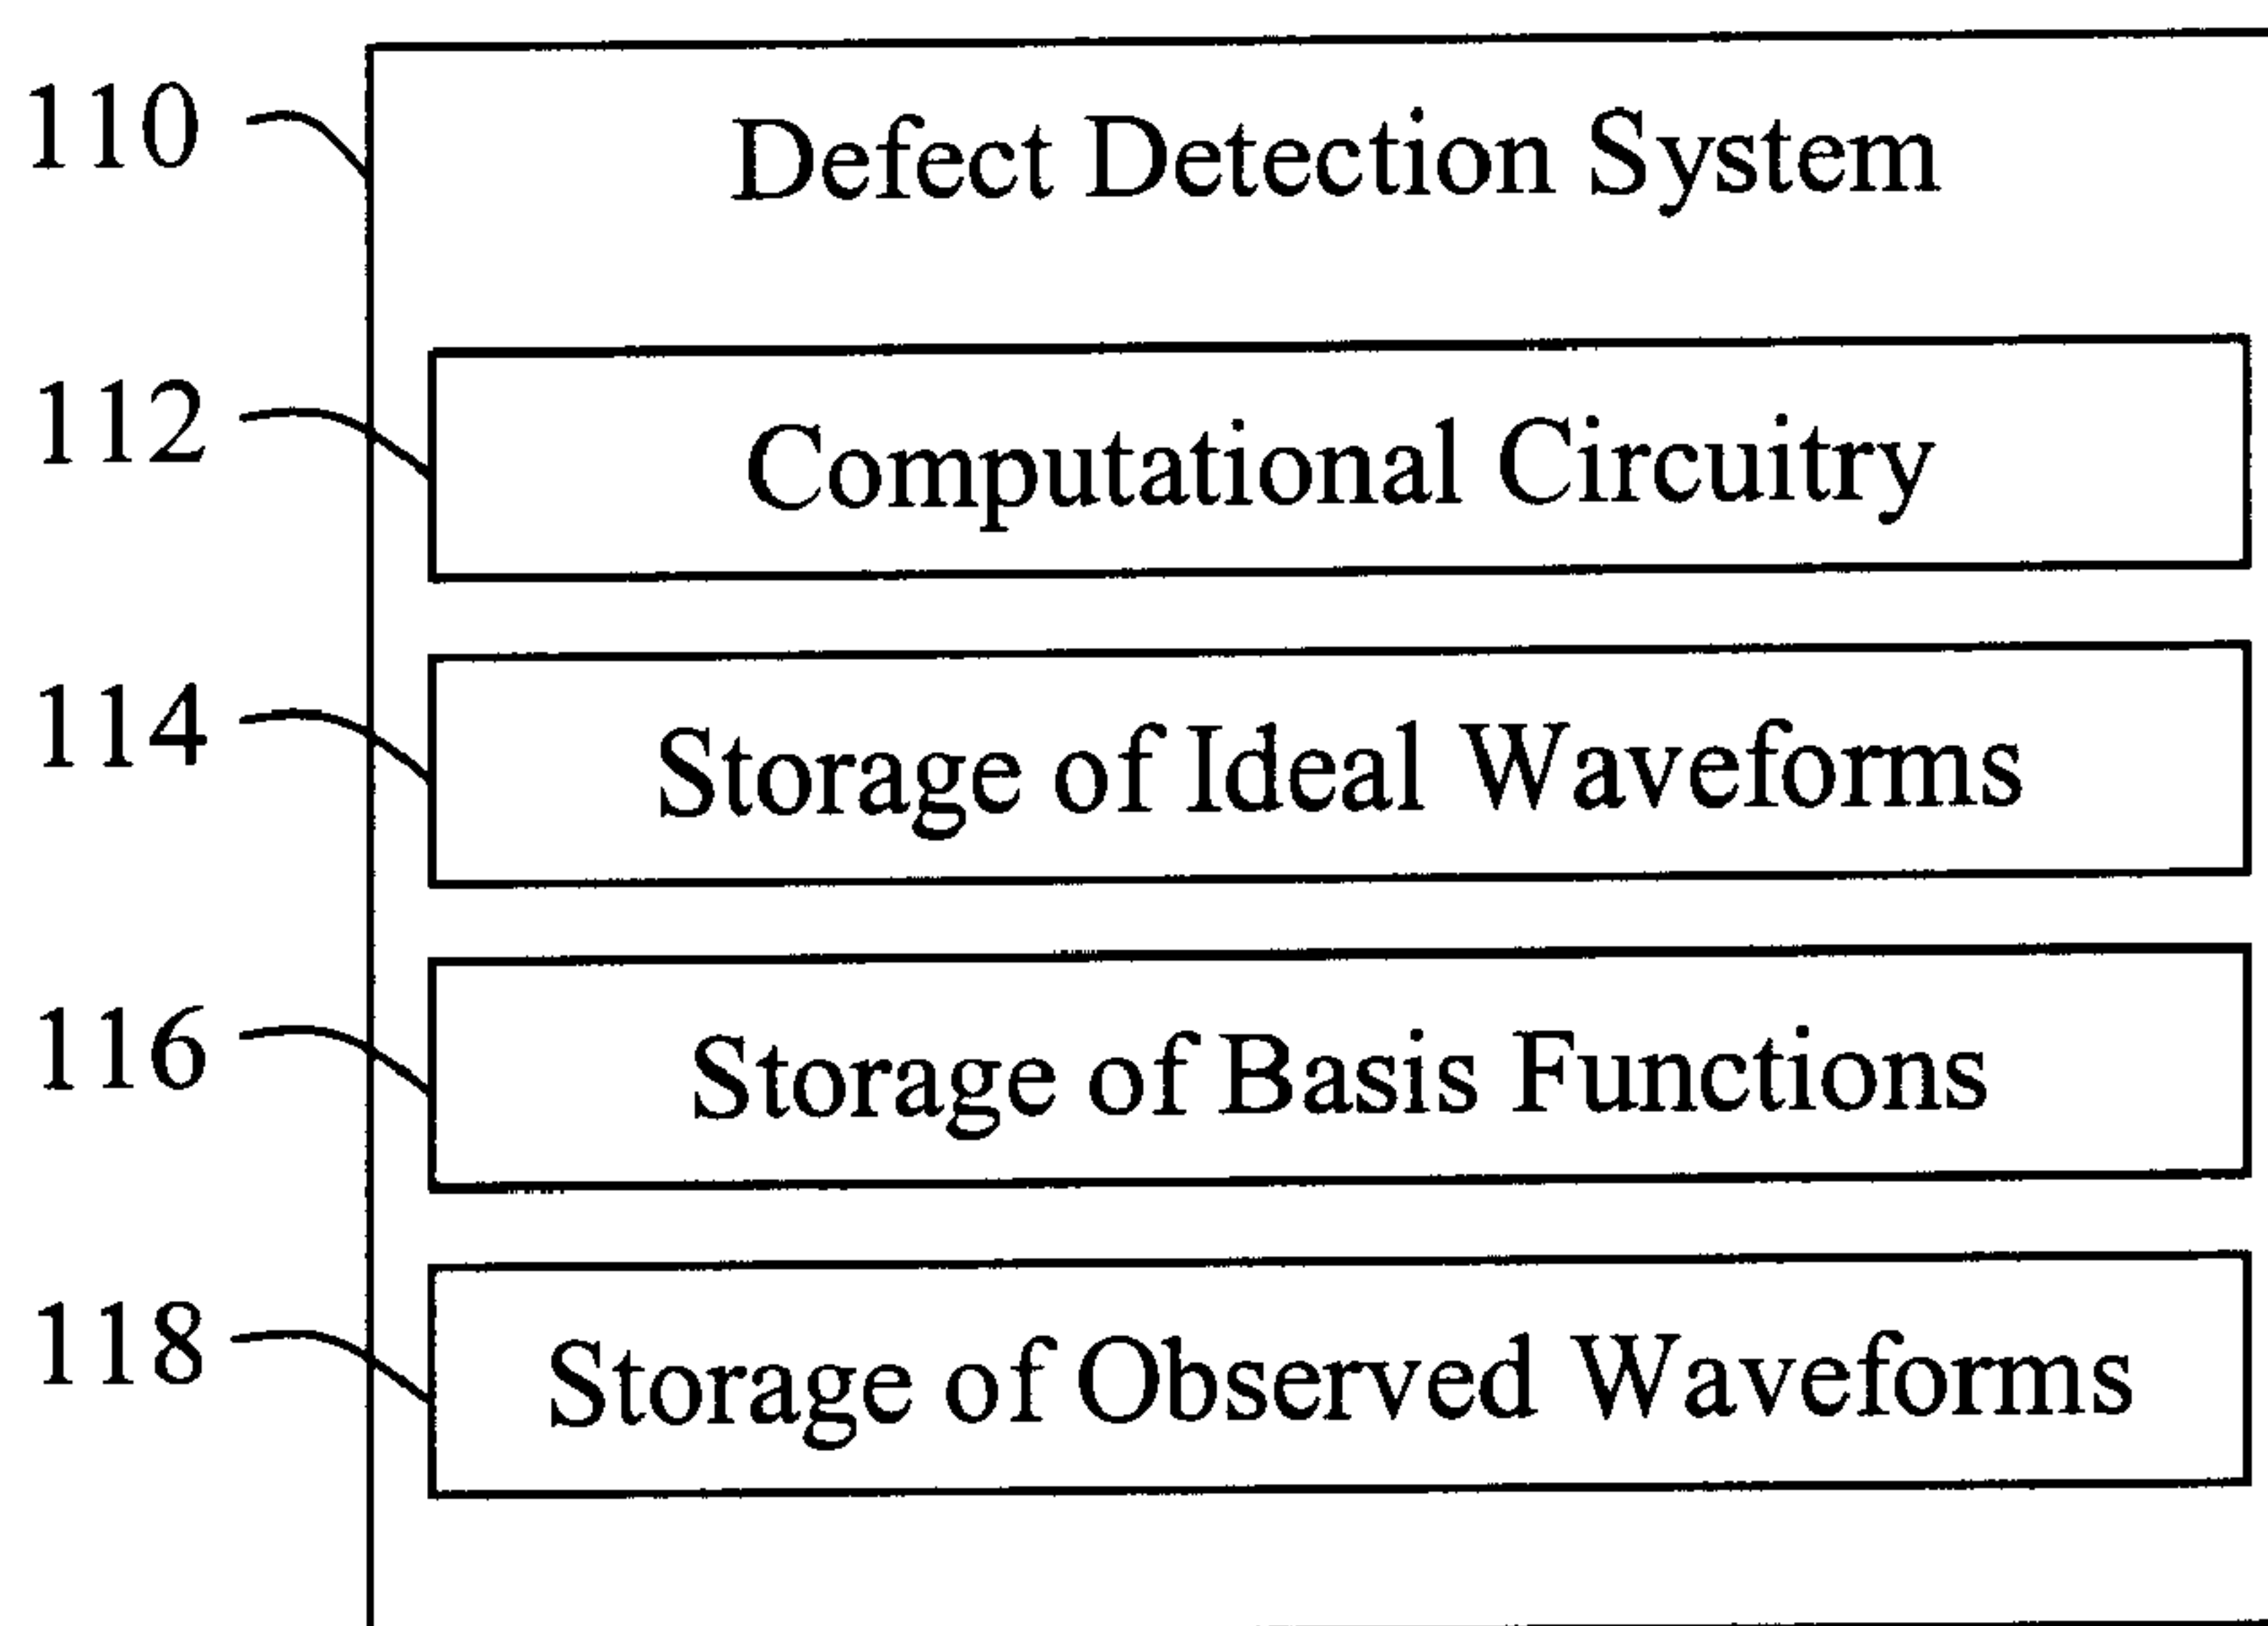 110 Defect Detection System
112 Computational Circuitry
114 Storage of Ideal Waveforms
116 Storage of Basis Functions
118 Storage of Observed Waveforms